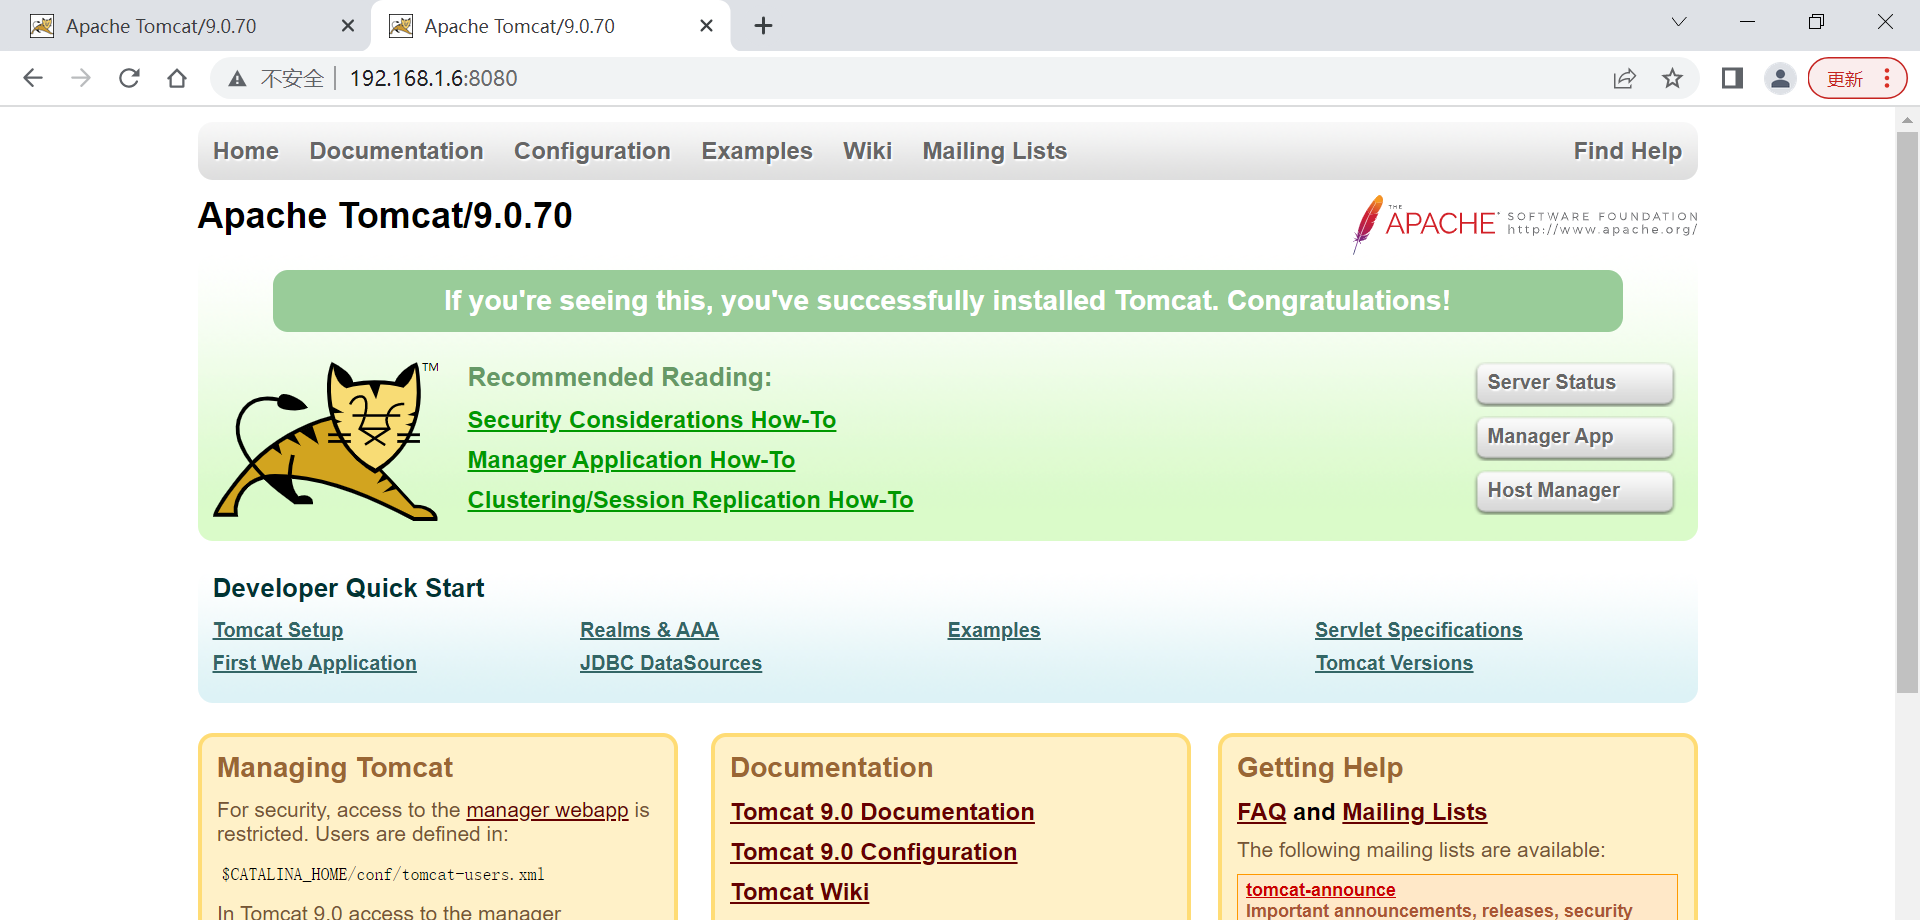 Apache Tomcat/9.0.70
Apache Tomcat/9.0.70
不安全 192.168.1.6:8080
更新
Home Documentation Configuration Examples Wiki Mailing Lists Find Help
Apache Tomcat/9.0.70
THE APACHE SOFTWARE FOUNDATION
http://www.apache.org/
If you're seeing this, you've successfully installed Tomcat. Congratulations!
TM
Recommended Reading:
Security Considerations How-To
Manager Application How-To
Clustering/Session Replication How-To
Server Status
Manager App
Host Manager
Developer Quick Start
Tomcat Setup
First Web Application
Realms & AAA
JDBC DataSources
Examples
Servlet Specifications
Tomcat Versions
Managing Tomcat
For security, access to the manager webapp is
restricted. Users are defined in:
$CATALINA_HOME/conf/tomcat-users.xml
In Tomcat 9.0 access to the manager
Documentation
Tomcat 9.0 Documentation
Tomcat 9.0 Configuration
Tomcat Wiki
Getting Help
FAQ and Mailing Lists
The following mailing lists are available:
tomcat-announce
Important announcements, releases, security